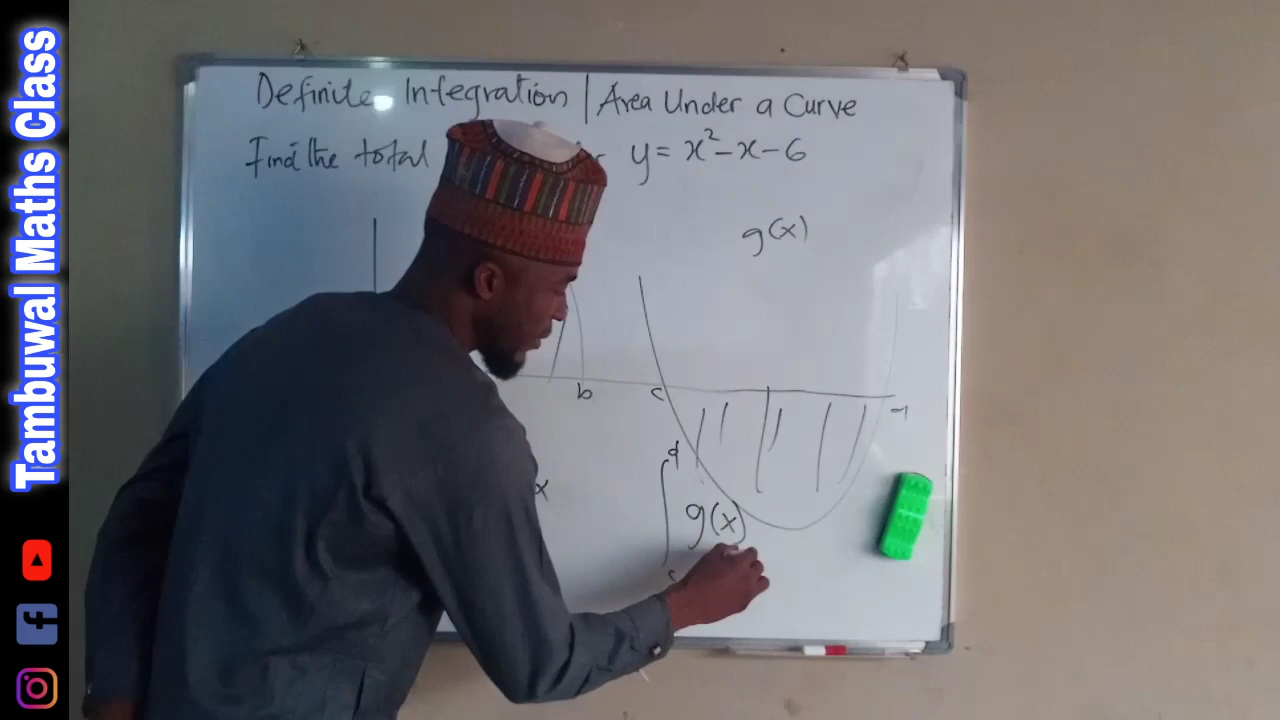 Tambuwal Maths Class
Definite Integration | Area Under a Curve
Find the total y = x² - x - 6
g(x)
b c d
d
x
∫ g(x)
c